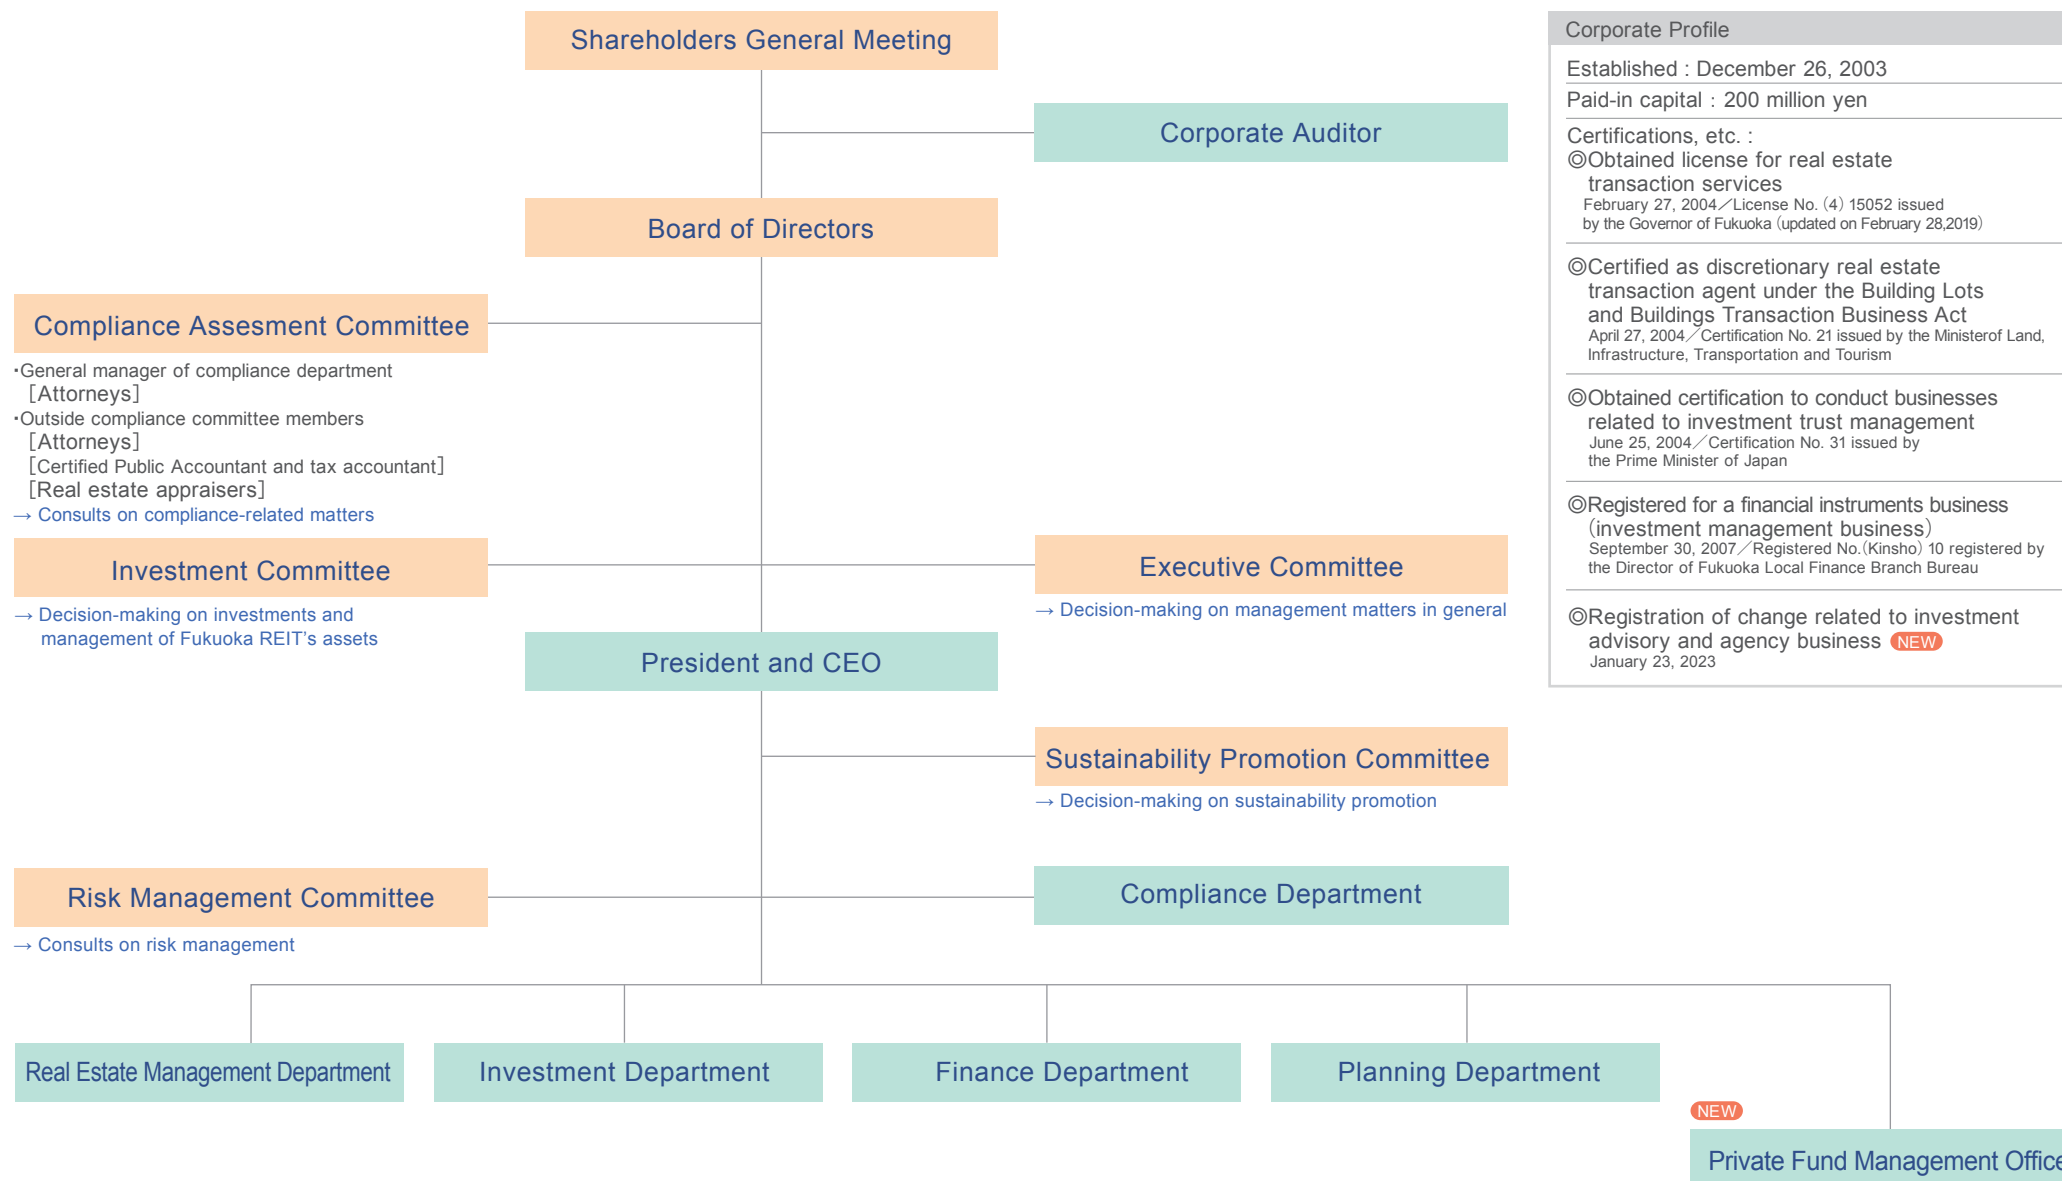 Shareholders General Meeting
Corporate Auditor
Board of Directors
Compliance Assesment Committee
・General manager of compliance department
［Attorneys］
・Outside compliance committee members
［Attorneys］
［Certified Public Accountant and tax accountant］
［Real estate appraisers］
→ Consults on compliance-related matters
Investment Committee
→ Decision-making on investments and
management of Fukuoka REIT's assets
Executive Committee
→ Decision-making on management matters in general
President and CEO
Sustainability Promotion Committee
→ Decision-making on sustainability promotion
Risk Management Committee
→ Consults on risk management
Compliance Department
Real Estate Management Department
Investment Department
Finance Department
Planning Department
NEW
Private Fund Management Office
Corporate Profile
Established : December 26, 2003
Paid-in capital : 200 million yen
Certifications, etc. :
◎Obtained license for real estate
transaction services
February 27, 2004／License No.（4）15052 issued
by the Governor of Fukuoka（updated on February 28,2019）
◎Certified as discretionary real estate
transaction agent under the Building Lots
and Buildings Transaction Business Act
April 27, 2004／Certification No. 21 issued by the Ministerof Land,
Infrastructure, Transportation and Tourism
◎Obtained certification to conduct businesses
related to investment trust management
June 25, 2004／Certification No. 31 issued by
the Prime Minister of Japan
◎Registered for a financial instruments business
（investment management business）
September 30, 2007／Registered No.（Kinsho）10 registered by
the Director of Fukuoka Local Finance Branch Bureau
◎Registration of change related to investment
advisory and agency business NEW
January 23, 2023